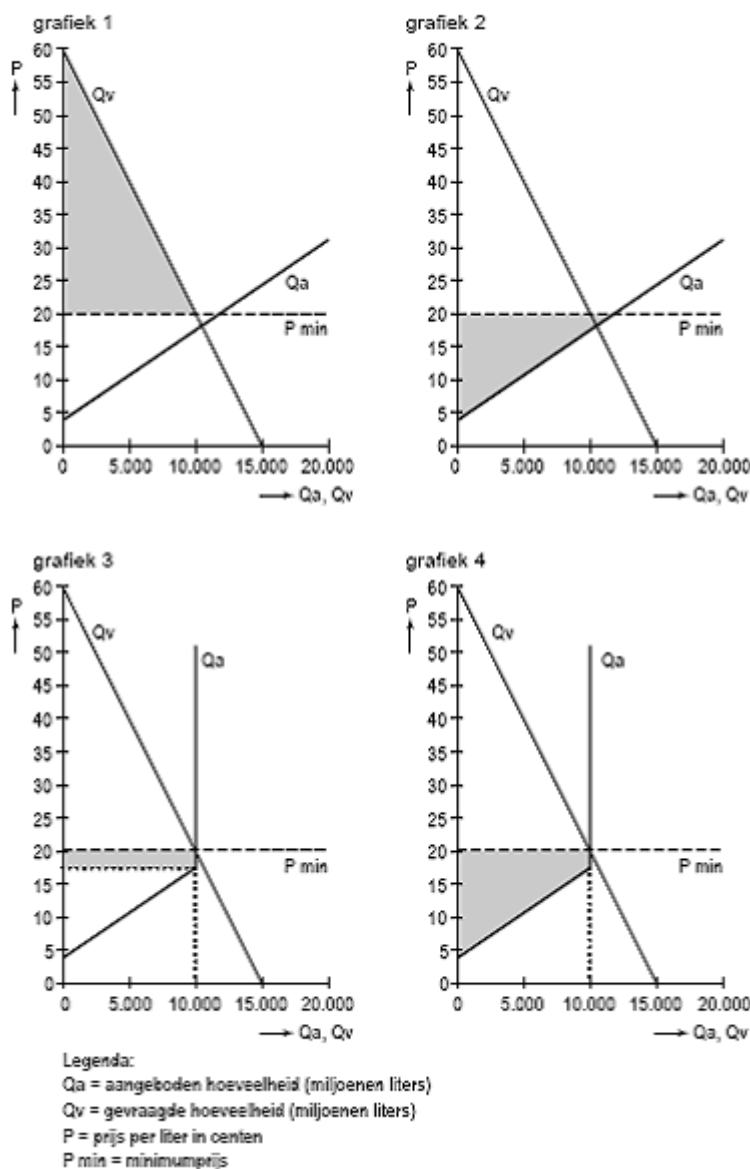 grafiek 1
P
60
55
50
45
40
35
30
25
20
15
10
5
0
Qv
Qa
P min
0 5.000 10.000 15.000 20.000
Qa, Qv
grafiek 2
P
60
55
50
45
40
35
30
25
20
15
10
5
0
Qv
Qa
P min
0 5.000 10.000 15.000 20.000
Qa, Qv
grafiek 3
P
60
55
50
45
40
35
30
25
20
15
10
5
0
Qv
Qa
P min
0 5.000 10.000 15.000 20.000
Qa, Qv
grafiek 4
P
60
55
50
45
40
35
30
25
20
15
10
5
0
Qv
Qa
P min
0 5.000 10.000 15.000 20.000
Qa, Qv
Legenda:
Qa = aangeboden hoeveelheid (miljoenen liters)
Qv = gevraagde hoeveelheid (miljoenen liters)
P = prijs per liter in centen
P min = minimumprijs